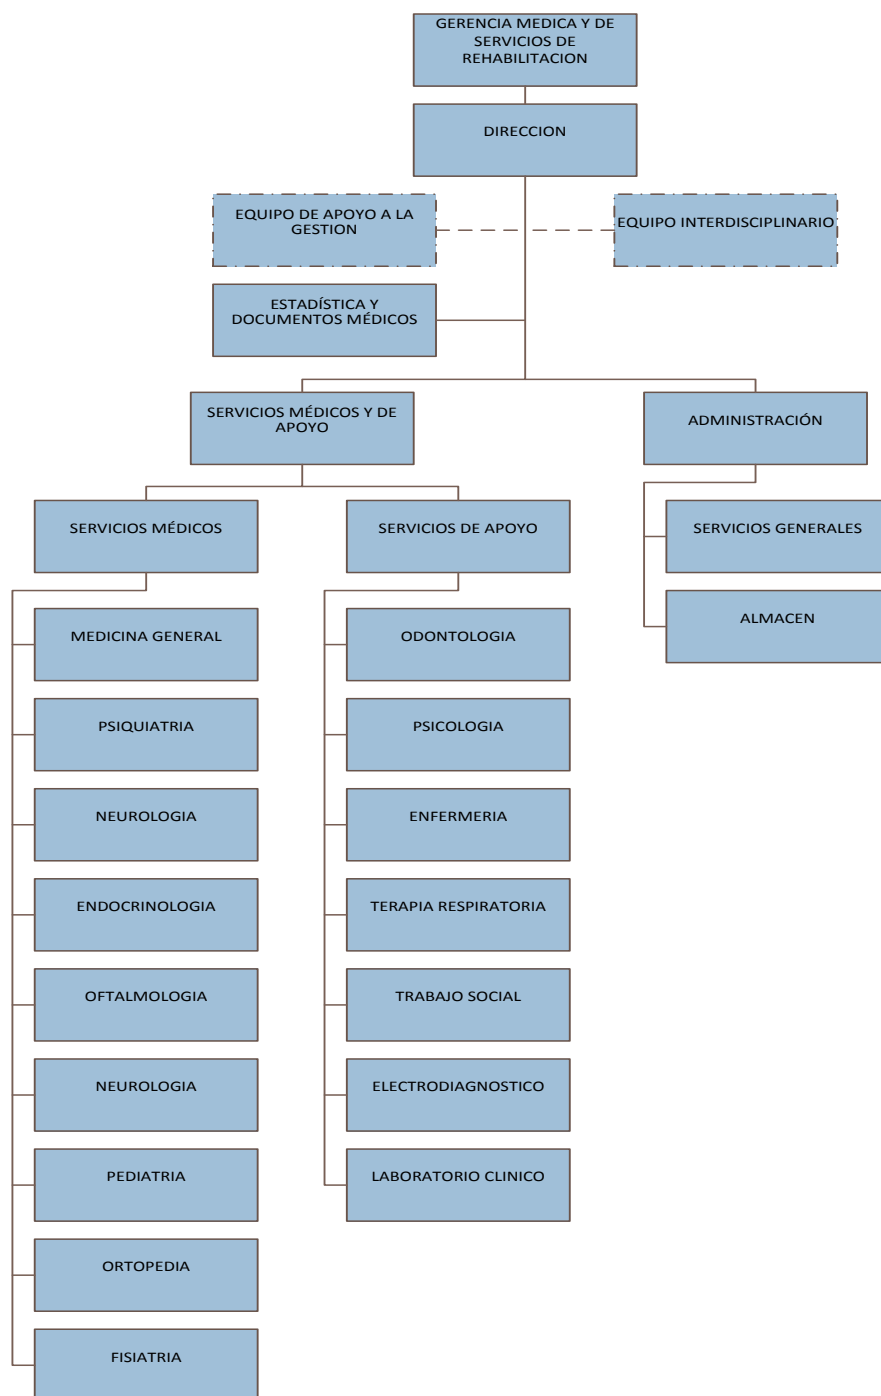 GERENCIA MEDICA Y DE
SERVICIOS DE
REHABILITACION
DIRECCION
EQUIPO DE APOYO A LA
GESTION
EQUIPO INTERDISCIPLINARIO
ESTADÍSTICA Y
DOCUMENTOS MÉDICOS
SERVICIOS MÉDICOS Y DE
APOYO
ADMINISTRACIÓN
SERVICIOS MÉDICOS
SERVICIOS DE APOYO
SERVICIOS GENERALES
ALMACEN
MEDICINA GENERAL
PSIQUIATRIA
NEUROLOGIA
ENDOCRINOLOGIA
OFTALMOLOGIA
NEUROLOGIA
PEDIATRIA
ORTOPEDIA
FISIATRIA
ODONTOLOGIA
PSICOLOGIA
ENFERMERIA
TERAPIA RESPIRATORIA
TRABAJO SOCIAL
ELECTRODIAGNOSTICO
LABORATORIO CLINICO